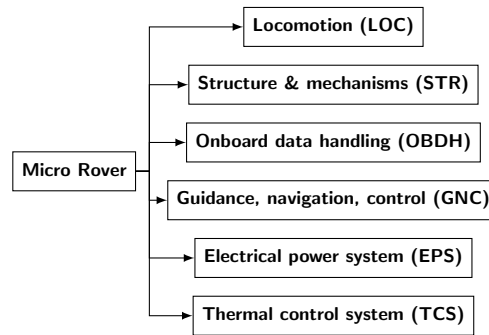 Locomotion (LOC)
Structure & mechanisms (STR)
Onboard data handling (OBDH)
Micro Rover
Guidance, navigation, control (GNC)
Electrical power system (EPS)
Thermal control system (TCS)